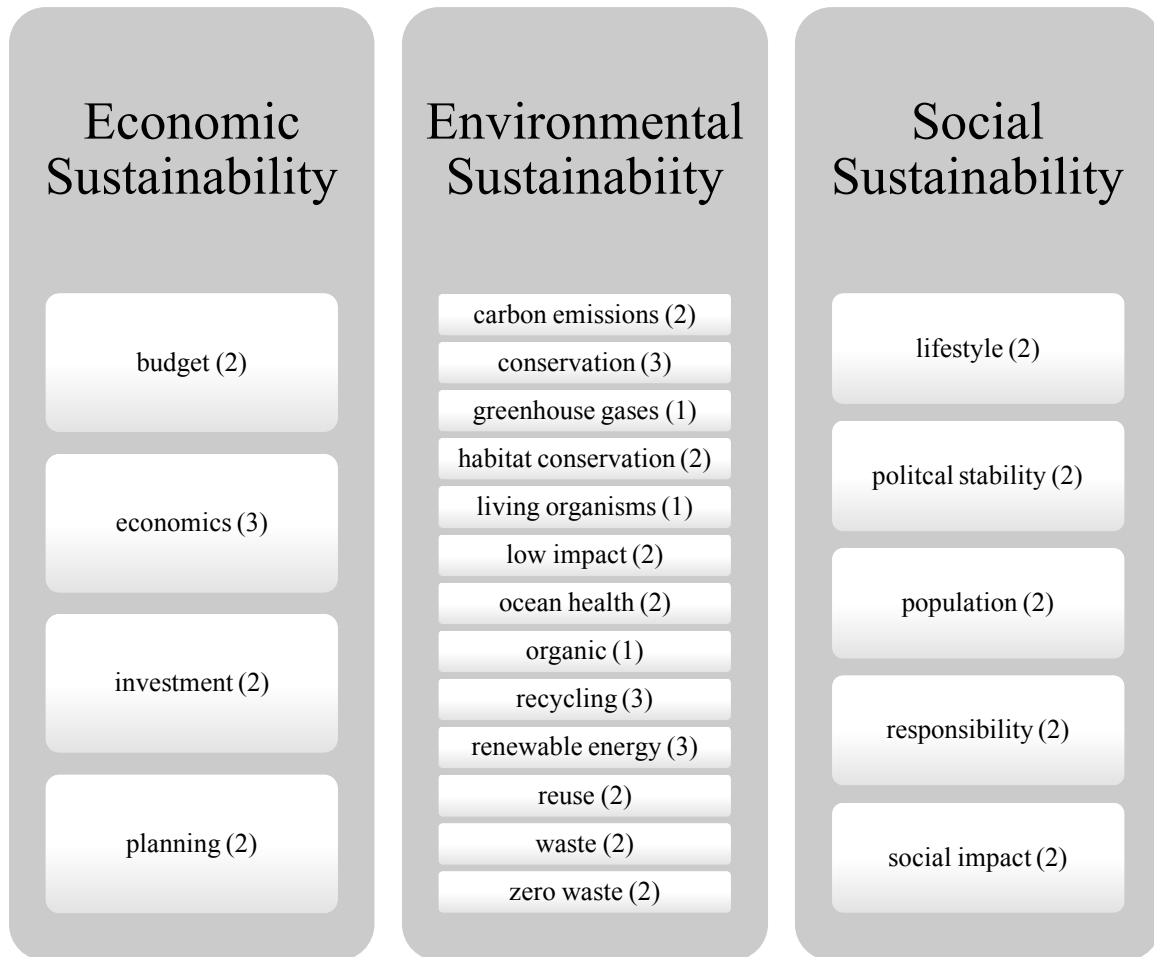 Economic
Sustainability
budget (2)
economics (3)
investment (2)
planning (2)
Environmental
Sustainabiity
carbon emissions (2)
conservation (3)
greenhouse gases (1)
habitat conservation (2)
living organisms (1)
low impact (2)
ocean health (2)
organic (1)
recycling (3)
renewable energy (3)
reuse (2)
waste (2)
zero waste (2)
Social
Sustainability
lifestyle (2)
politcal stability (2)
population (2)
responsibility (2)
social impact (2)